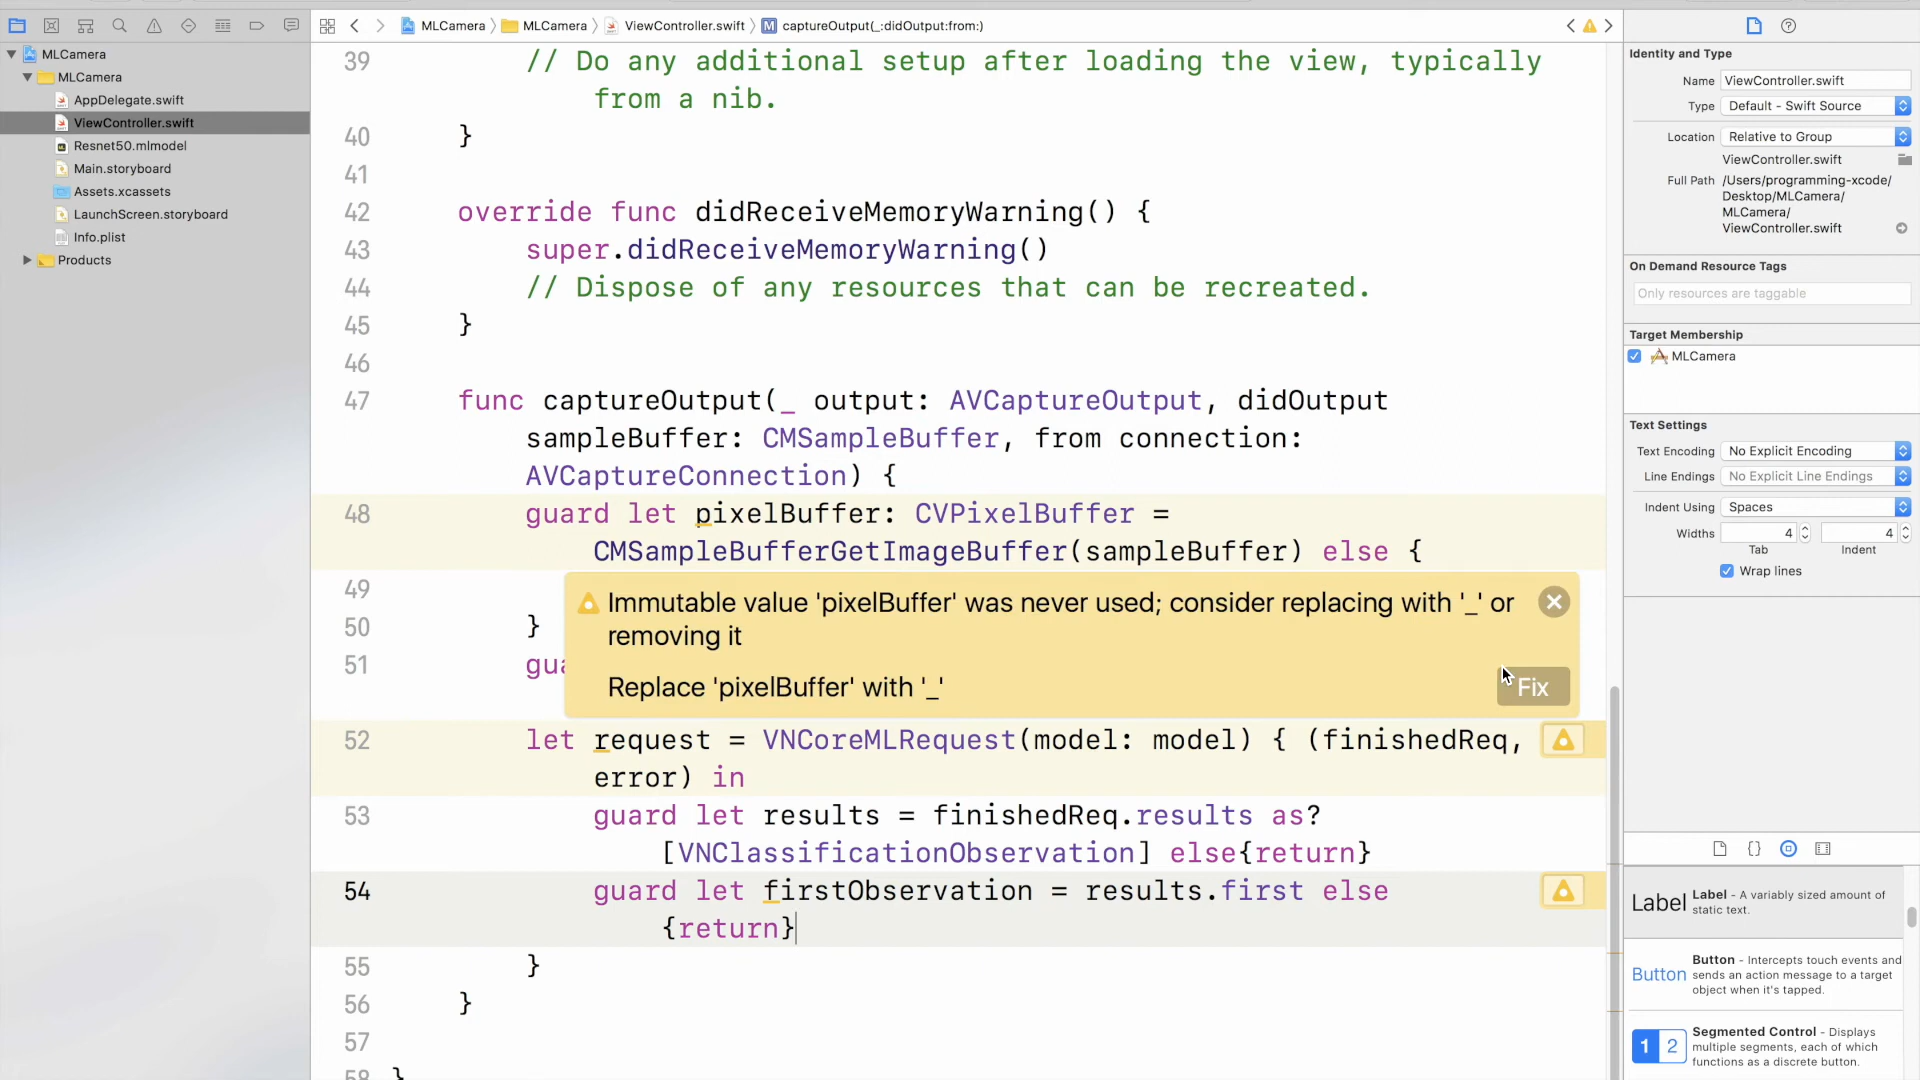 MLCamera
MLCamera
ViewController.swift
captureOutput(_:didOutput:from:)
MLCamera
MLCamera
AppDelegate.swift
ViewController.swift
Resnet50.mlmodel
Main.storyboard
Assets.xcassets
LaunchScreen.storyboard
Info.plist
Products
39 // Do any additional setup after loading the view, typically
from a nib.
40 }
41
42 override func didReceiveMemoryWarning() {
43 super.didReceiveMemoryWarning()
44 // Dispose of any resources that can be recreated.
45 }
46
47 func captureOutput(_ output: AVCaptureOutput, didOutput
sampleBuffer: CMSampleBuffer, from connection:
AVCaptureConnection) {
48 guard let pixelBuffer: CVPixelBuffer =
CMSampleBufferGetImageBuffer(sampleBuffer) else {
49
50 }
51 gua
Immutable value 'pixelBuffer' was never used; consider replacing with '_' or
removing it
Replace 'pixelBuffer' with '_'
Fix
52 let request = VNCoreMLRequest(model: model) { (finishedReq,
error) in
53 guard let results = finishedReq.results as?
[VNClassificationObservation] else{return}
54 guard let firstObservation = results.first else
{return}
55 }
56 }
57
58 }
Identity and Type
Name ViewController.swift
Type Default - Swift Source
Location Relative to Group
ViewController.swift
Full Path /Users/programming-xcode/
Desktop/MLCamera/
MLCamera/
ViewController.swift
On Demand Resource Tags
Only resources are taggable
Target Membership
MLCamera
Text Settings
Text Encoding No Explicit Encoding
Line Endings No Explicit Line Endings
Indent Using Spaces
Widths 4 4
Tab Indent
Wrap lines
Label Label - A variably sized amount of
static text.
Button Button - Intercepts touch events and
sends an action message to a target
object when it's tapped.
1 2 Segmented Control - Displays
multiple segments, each of which
functions as a discrete button.